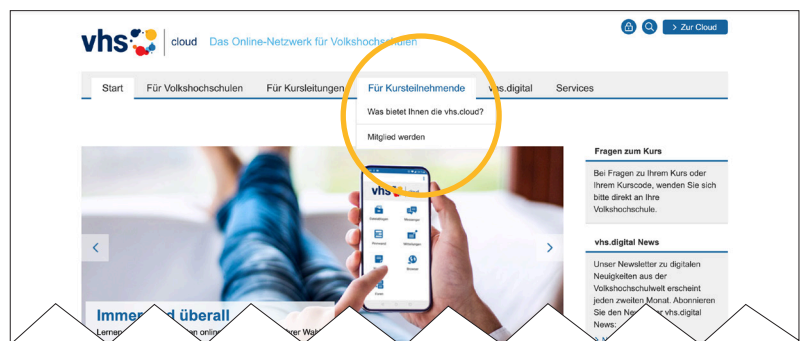 vhs cloud Das Online-Netzwerk für Volkshochschulen
> Zur Cloud
Start Für Volkshochschulen Für Kursleitungen Für Kursteilnehmende vhs.digital Services
Was bietet Ihnen die vhs.cloud?
Mitglied werden
Fragen zum Kurs
Bei Fragen zu Ihrem Kurs oder
Ihrem Kurscode, wenden Sie sich
bitte direkt an Ihre
Volkshochschule.
vhs.digital News
Unser Newsletter zu digitalen
Neuigkeiten aus der
Volkshochschulwelt erscheint
jeden zweiten Monat. Abonnieren
Sie den vhs.digital
News:
vhs
Messenger
Kurse
überall
online